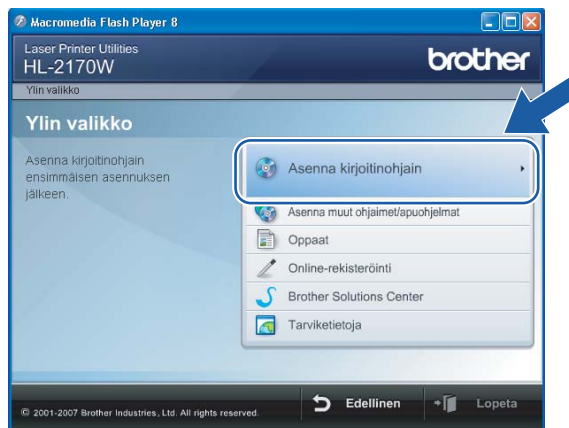 Macromedia Flash Player 8
Laser Printer Utilities
HL-2170W
brother
Ylin valikko
Ylin valikko
Asenna kirjoitinohjain
ensimmäisen asennuksen
jälkeen.
Asenna kirjoitinohjain
Asenna muut ohjaimet/apuohjelmat
Oppaat
Online-rekisteröinti
Brother Solutions Center
Tarviketietoja
© 2001-2007 Brother Industries, Ltd. All rights reserved.
Edellinen
Lopeta